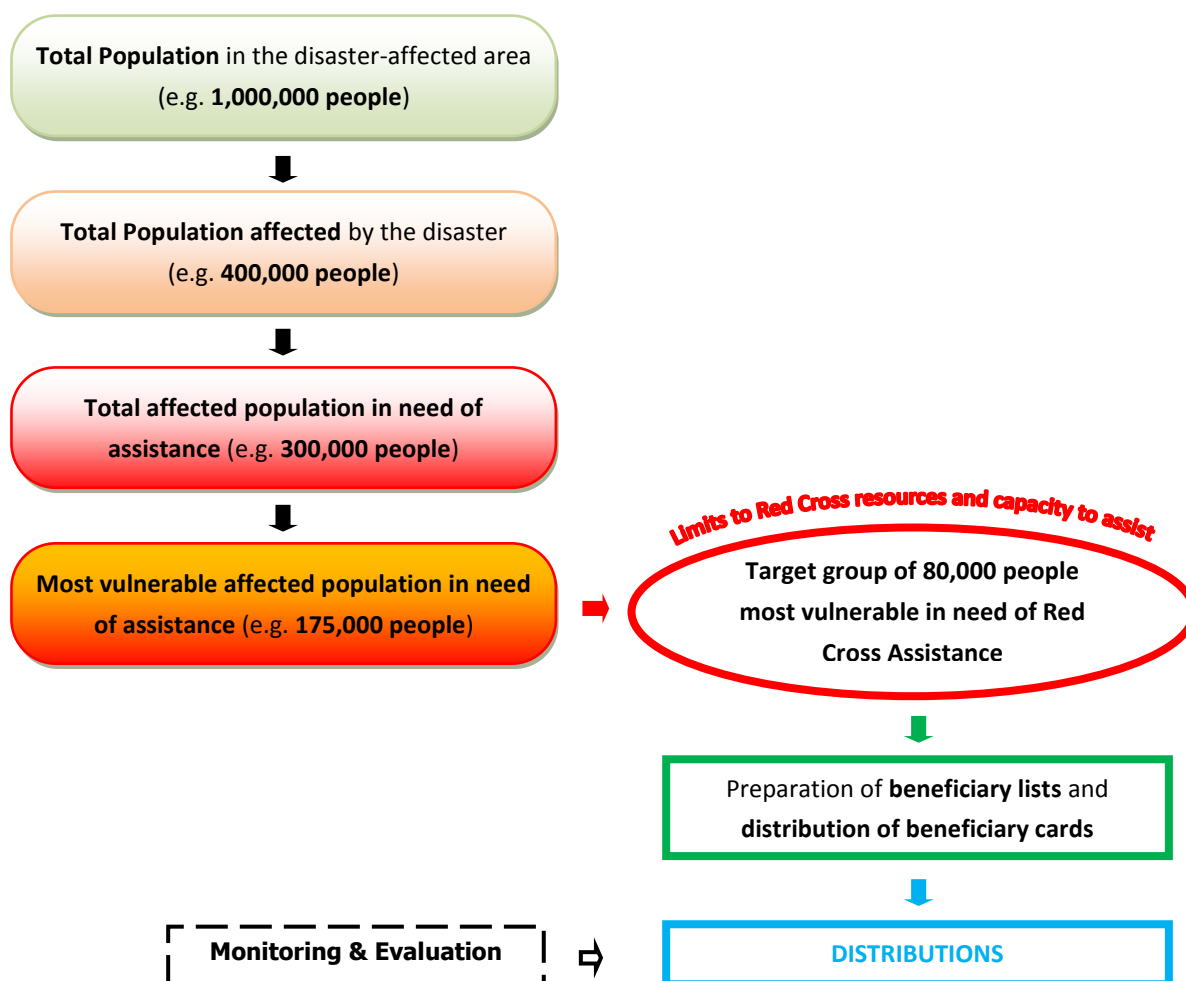 Total Population in the disaster-affected area
(e.g. 1,000,000 people)
Total Population affected by the disaster
(e.g. 400,000 people)
Total affected population in need of
assistance (e.g. 300,000 people)
Most vulnerable affected population in need
of assistance (e.g. 175,000 people)
Limits to Red Cross resources and capacity to assist
Target group of 80,000 people
most vulnerable in need of Red
Cross Assistance
Preparation of beneficiary lists and
distribution of beneficiary cards
Monitoring & Evaluation
DISTRIBUTIONS